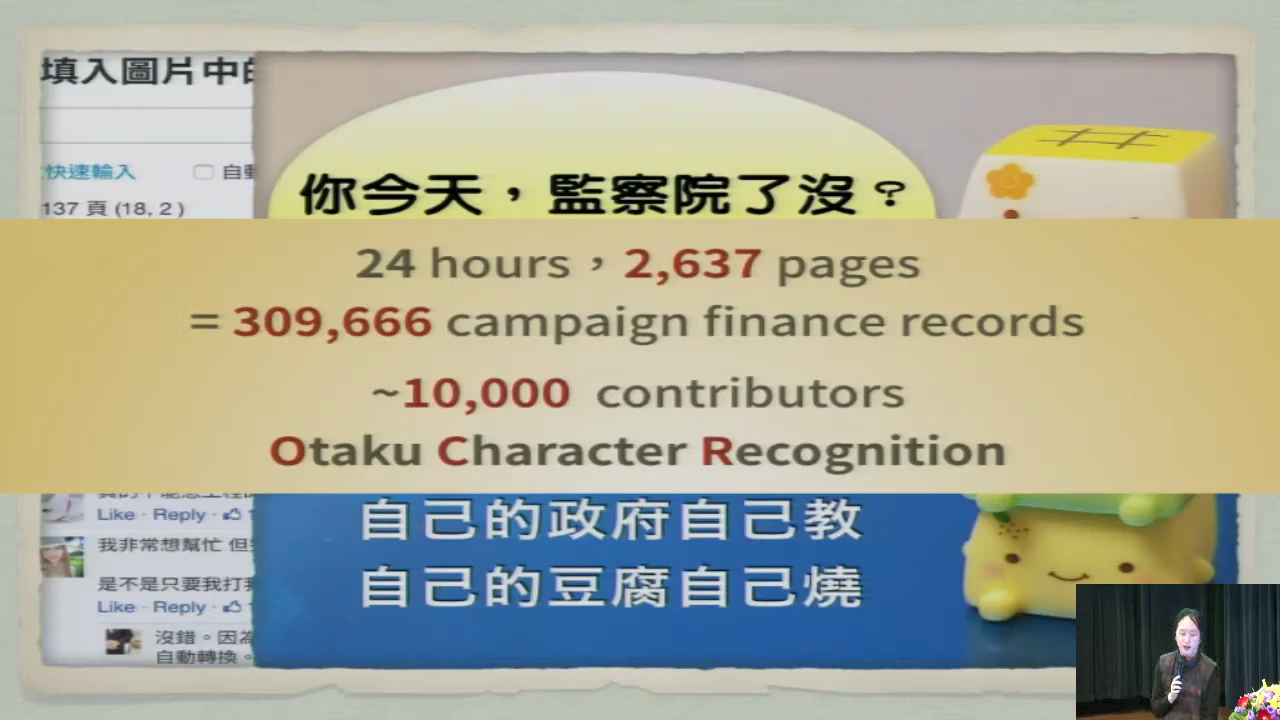 填入圖片中
快速輸入
自動
137 頁 (18, 2 )
你今天，監察院了沒？
24 hours，2,637 pages
= 309,666 campaign finance records
~10,000 contributors
Otaku Character Recognition
自己的政府自己教
自己的豆腐自己燒
Like · Reply ·
我非常想幫忙 但
是不是只要我打
Like · Reply ·
沒錯。因為
自動轉換。